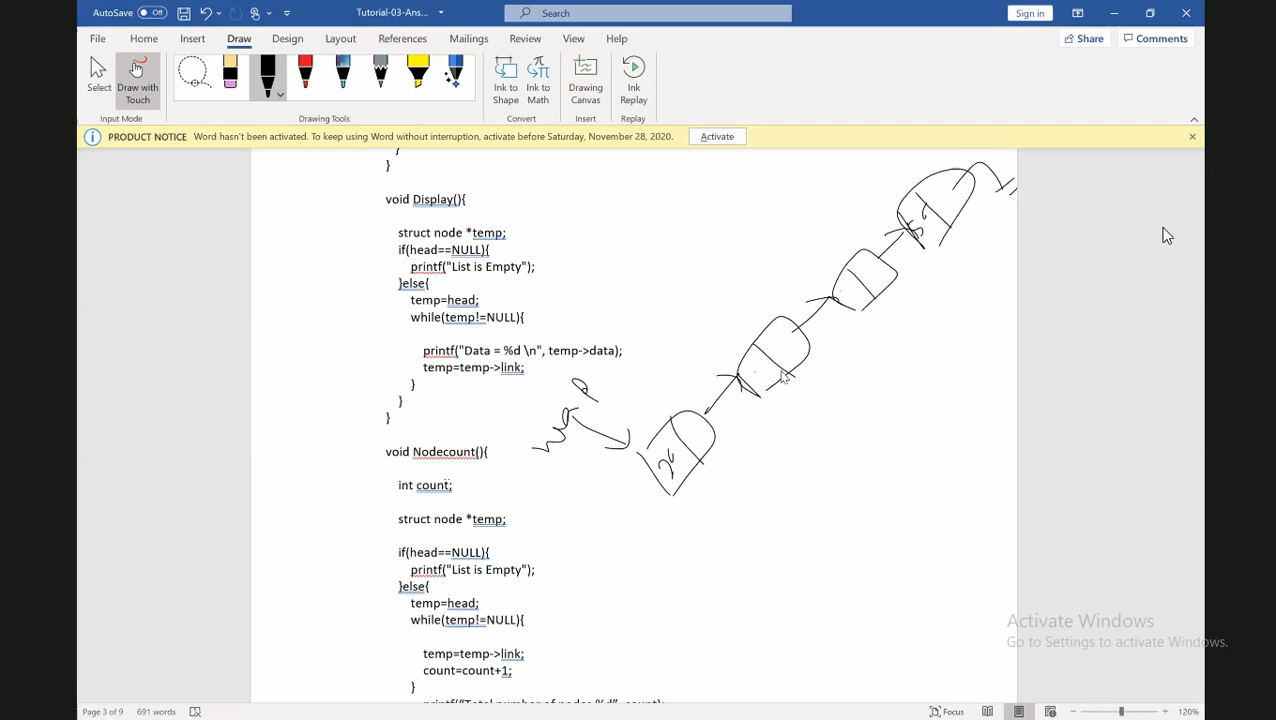 AutoSave Off
Tutorial-03-Ans...
Search
Sign in
File Home Insert Draw Design Layout References Mailings Review View Help
Share Comments
Select
Draw with Touch
Ink to Shape
Ink to Math
Drawing Canvas
Ink Replay
Input Mode
Drawing Tools
Convert
Insert
Replay
PRODUCT NOTICE Word hasn't been activated. To keep using Word without interruption, activate before Saturday, November 28, 2020. Activate
}
}
void Display(){
struct node *temp;
if(head==NULL){
printf("List is Empty");
}else{
temp=head;
while(temp!=NULL){
printf("Data = %d \n", temp->data);
temp=temp->link;
}
}
}
void Nodecount(){
int count;
struct node *temp;
if(head==NULL){
printf("List is Empty");
}else{
temp=head;
while(temp!=NULL){
temp=temp->link;
count=count+1;
}
printf("Total number of nodes %d", count);
Activate Windows
Go to Settings to activate Windows.
Page 3 of 9 691 words
Focus
120%